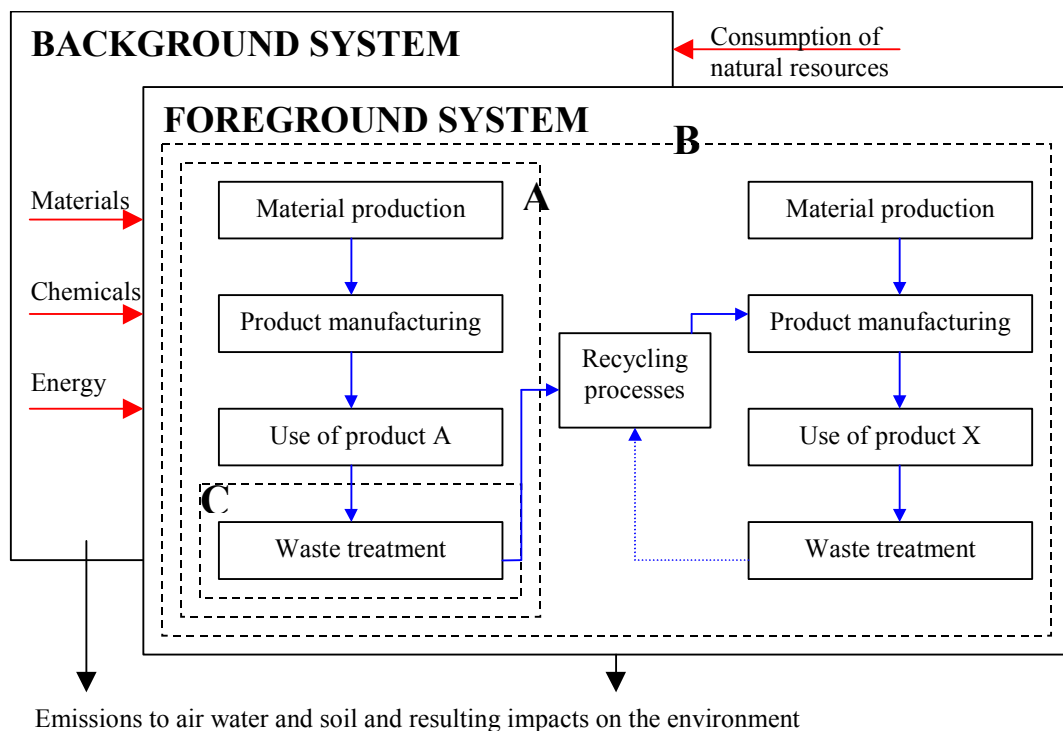 BACKGROUND SYSTEM
Consumption of
natural resources
FOREGROUND SYSTEM
B
A
Materials
Chemicals
Energy
Material production
Product manufacturing
Use of product A
C
Waste treatment
Recycling
processes
Material production
Product manufacturing
Use of product X
Waste treatment
Emissions to air water and soil and resulting impacts on the environment